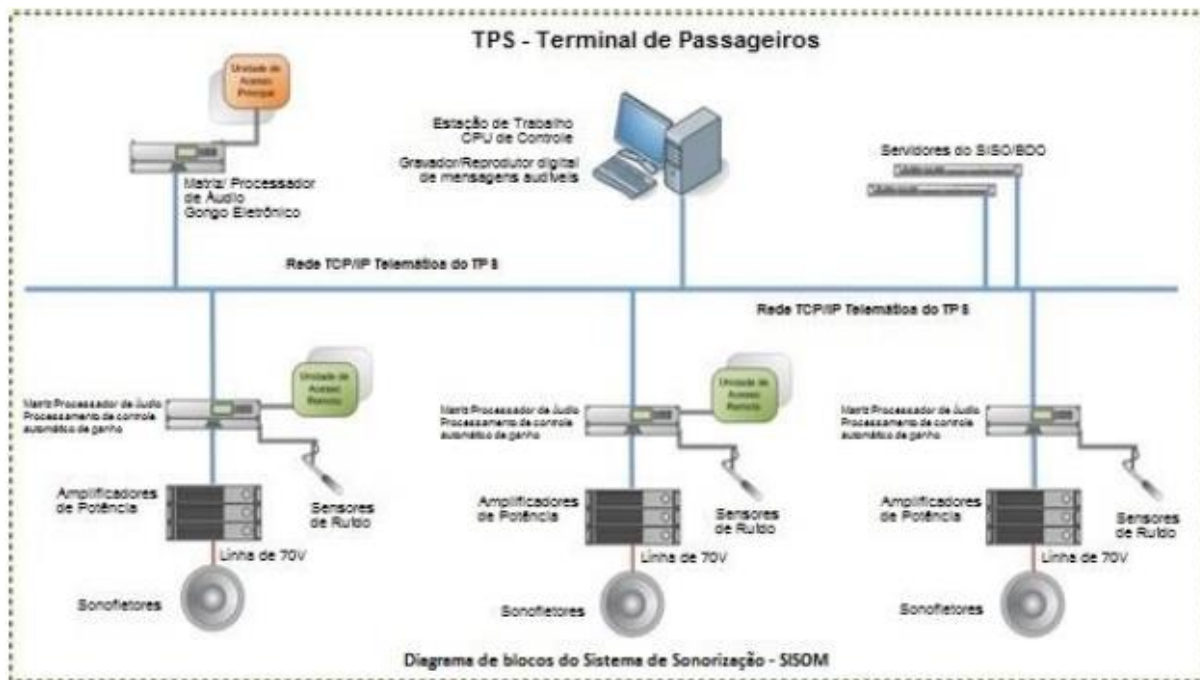 TPS - Terminal de Passageiros
Unidade de
Acesso
Principal
Estação de Trabalho
CPU de Controle
Gravador/Reprodutor digital
de mensagens audíveis
Servidores do SISO/BDO
Matriz/ Processador
de Áudio
Gongo Eletrônico
Rede TCP/IP Telemática do TPS
Rede TCP/IP Telemática do TPS
Unidade de
Acesso
Remoto
Matriz Processador de Áudio
Processamento de controle
automático de ganho
Amplificadores
de Potência
Sensores
de Ruído
Linha de 70V
Sonofletores
Unidade de
Acesso
Remoto
Matriz Processador de Áudio
Processamento de controle
automático de ganho
Amplificadores
de Potência
Sensores
de Ruído
Linha de 70V
Sonofletores
Matriz Processador de Áudio
Processamento de controle
automático de ganho
Amplificadores
de Potência
Sensores
de Ruído
Linha de 70V
Sonofletores
Diagrama de blocos do Sistema de Sonorização - SISOM